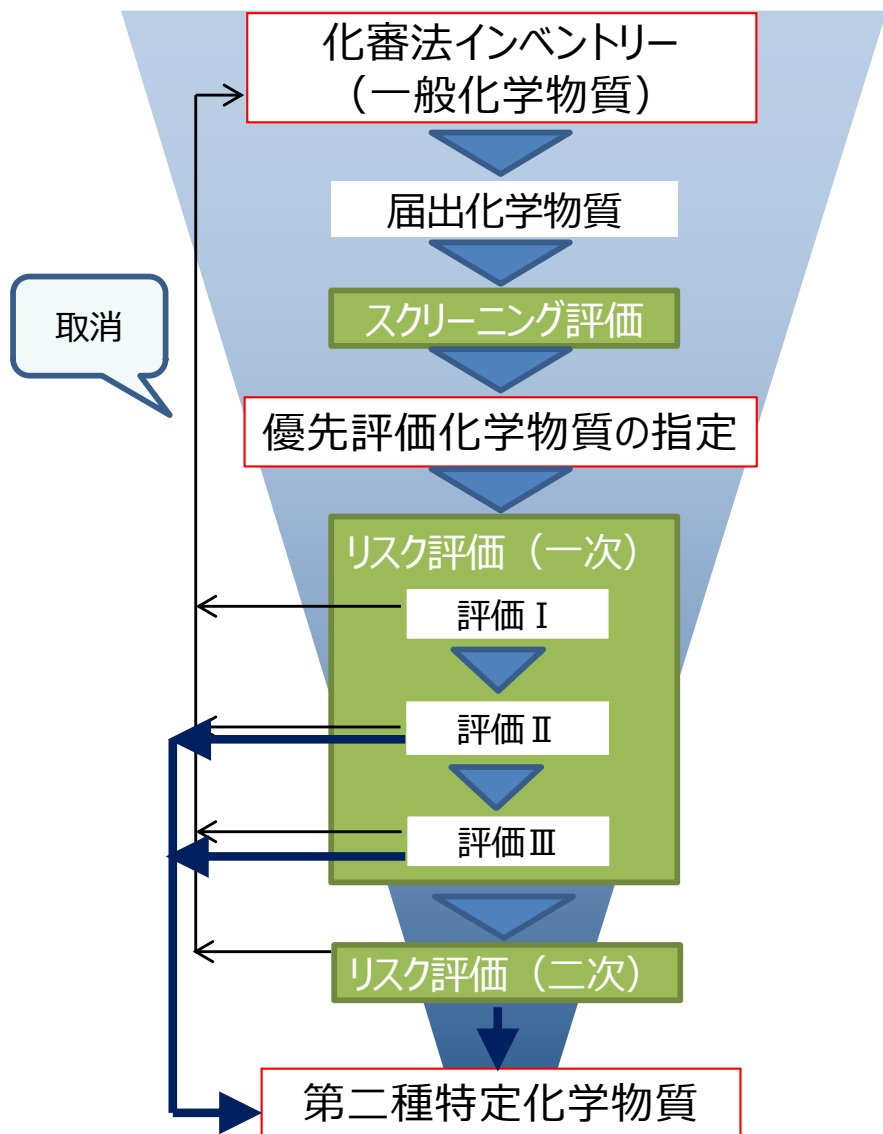 化審法インベントリー
（一般化学物質）
届出化学物質
スクリーニング評価
取消
優先評価化学物質の指定
リスク評価（一次）
評価Ⅰ
評価Ⅱ
評価Ⅲ
リスク評価（二次）
第二種特定化学物質